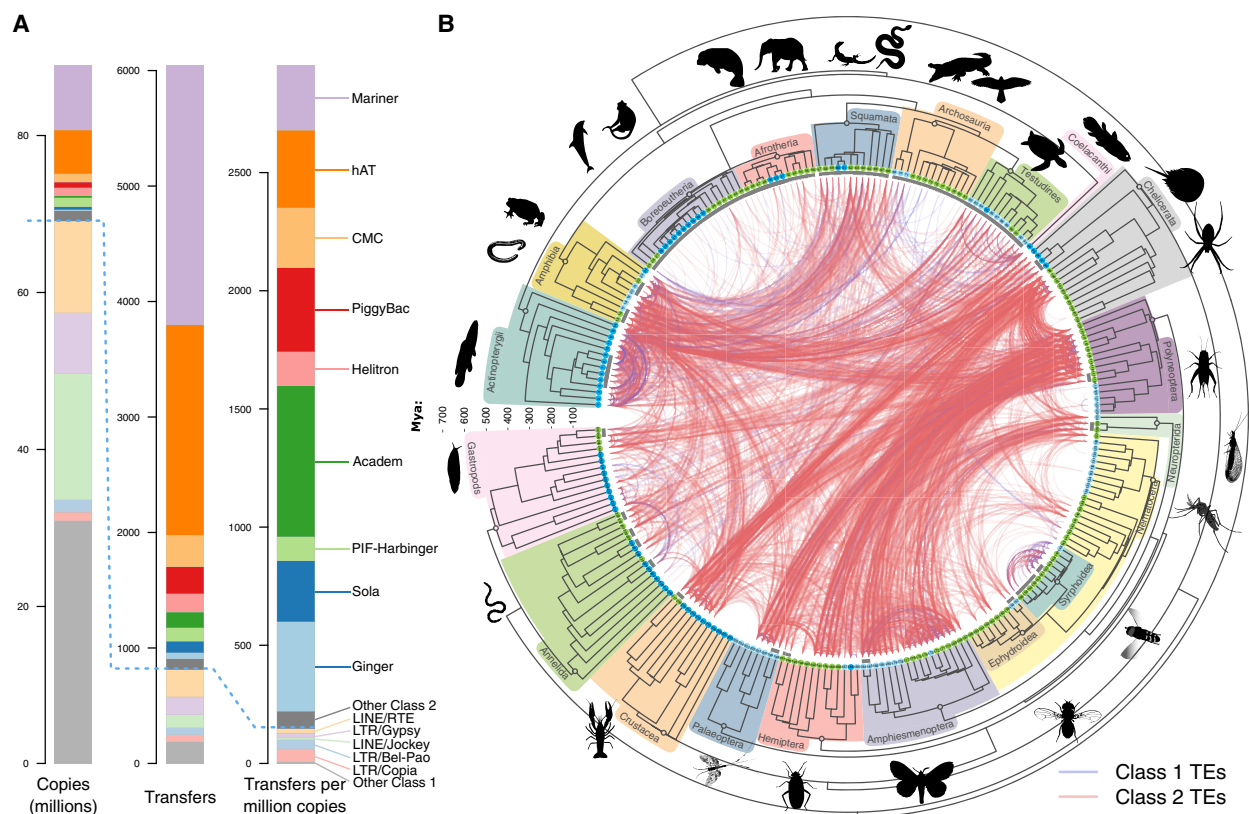 A
B
80
60
40
20
0
Copies
(millions)
6000
5000
4000
3000
2000
1000
0
Transfers
2500
2000
1500
1000
500
0
Transfers per
million copies
Mariner
hAT
CMC
PiggyBac
Helitron
Academ
PIF-Harbinger
Sola
Ginger
Other Class 2
LINE/RTE
LTR/Gypsy
LINE/Jockey
LTR/Bel-Pao
LTR/Copia
Other Class 1
Mya:
700
600
500
400
300
200
100
Actinopterygii
Amphibia
Boreoeutheria
Afrotheria
Squamata
Archosauria
Testudines
Coelacanthi
Chelicerata
Polyneoptera
Neuropterida
Nematocera
Syrphoidea
Ephydroidea
Amphiesmenoptera
Hemiptera
Palaeoptera
Crustacea
Annelida
Gastropods
Class 1 TEs
Class 2 TEs